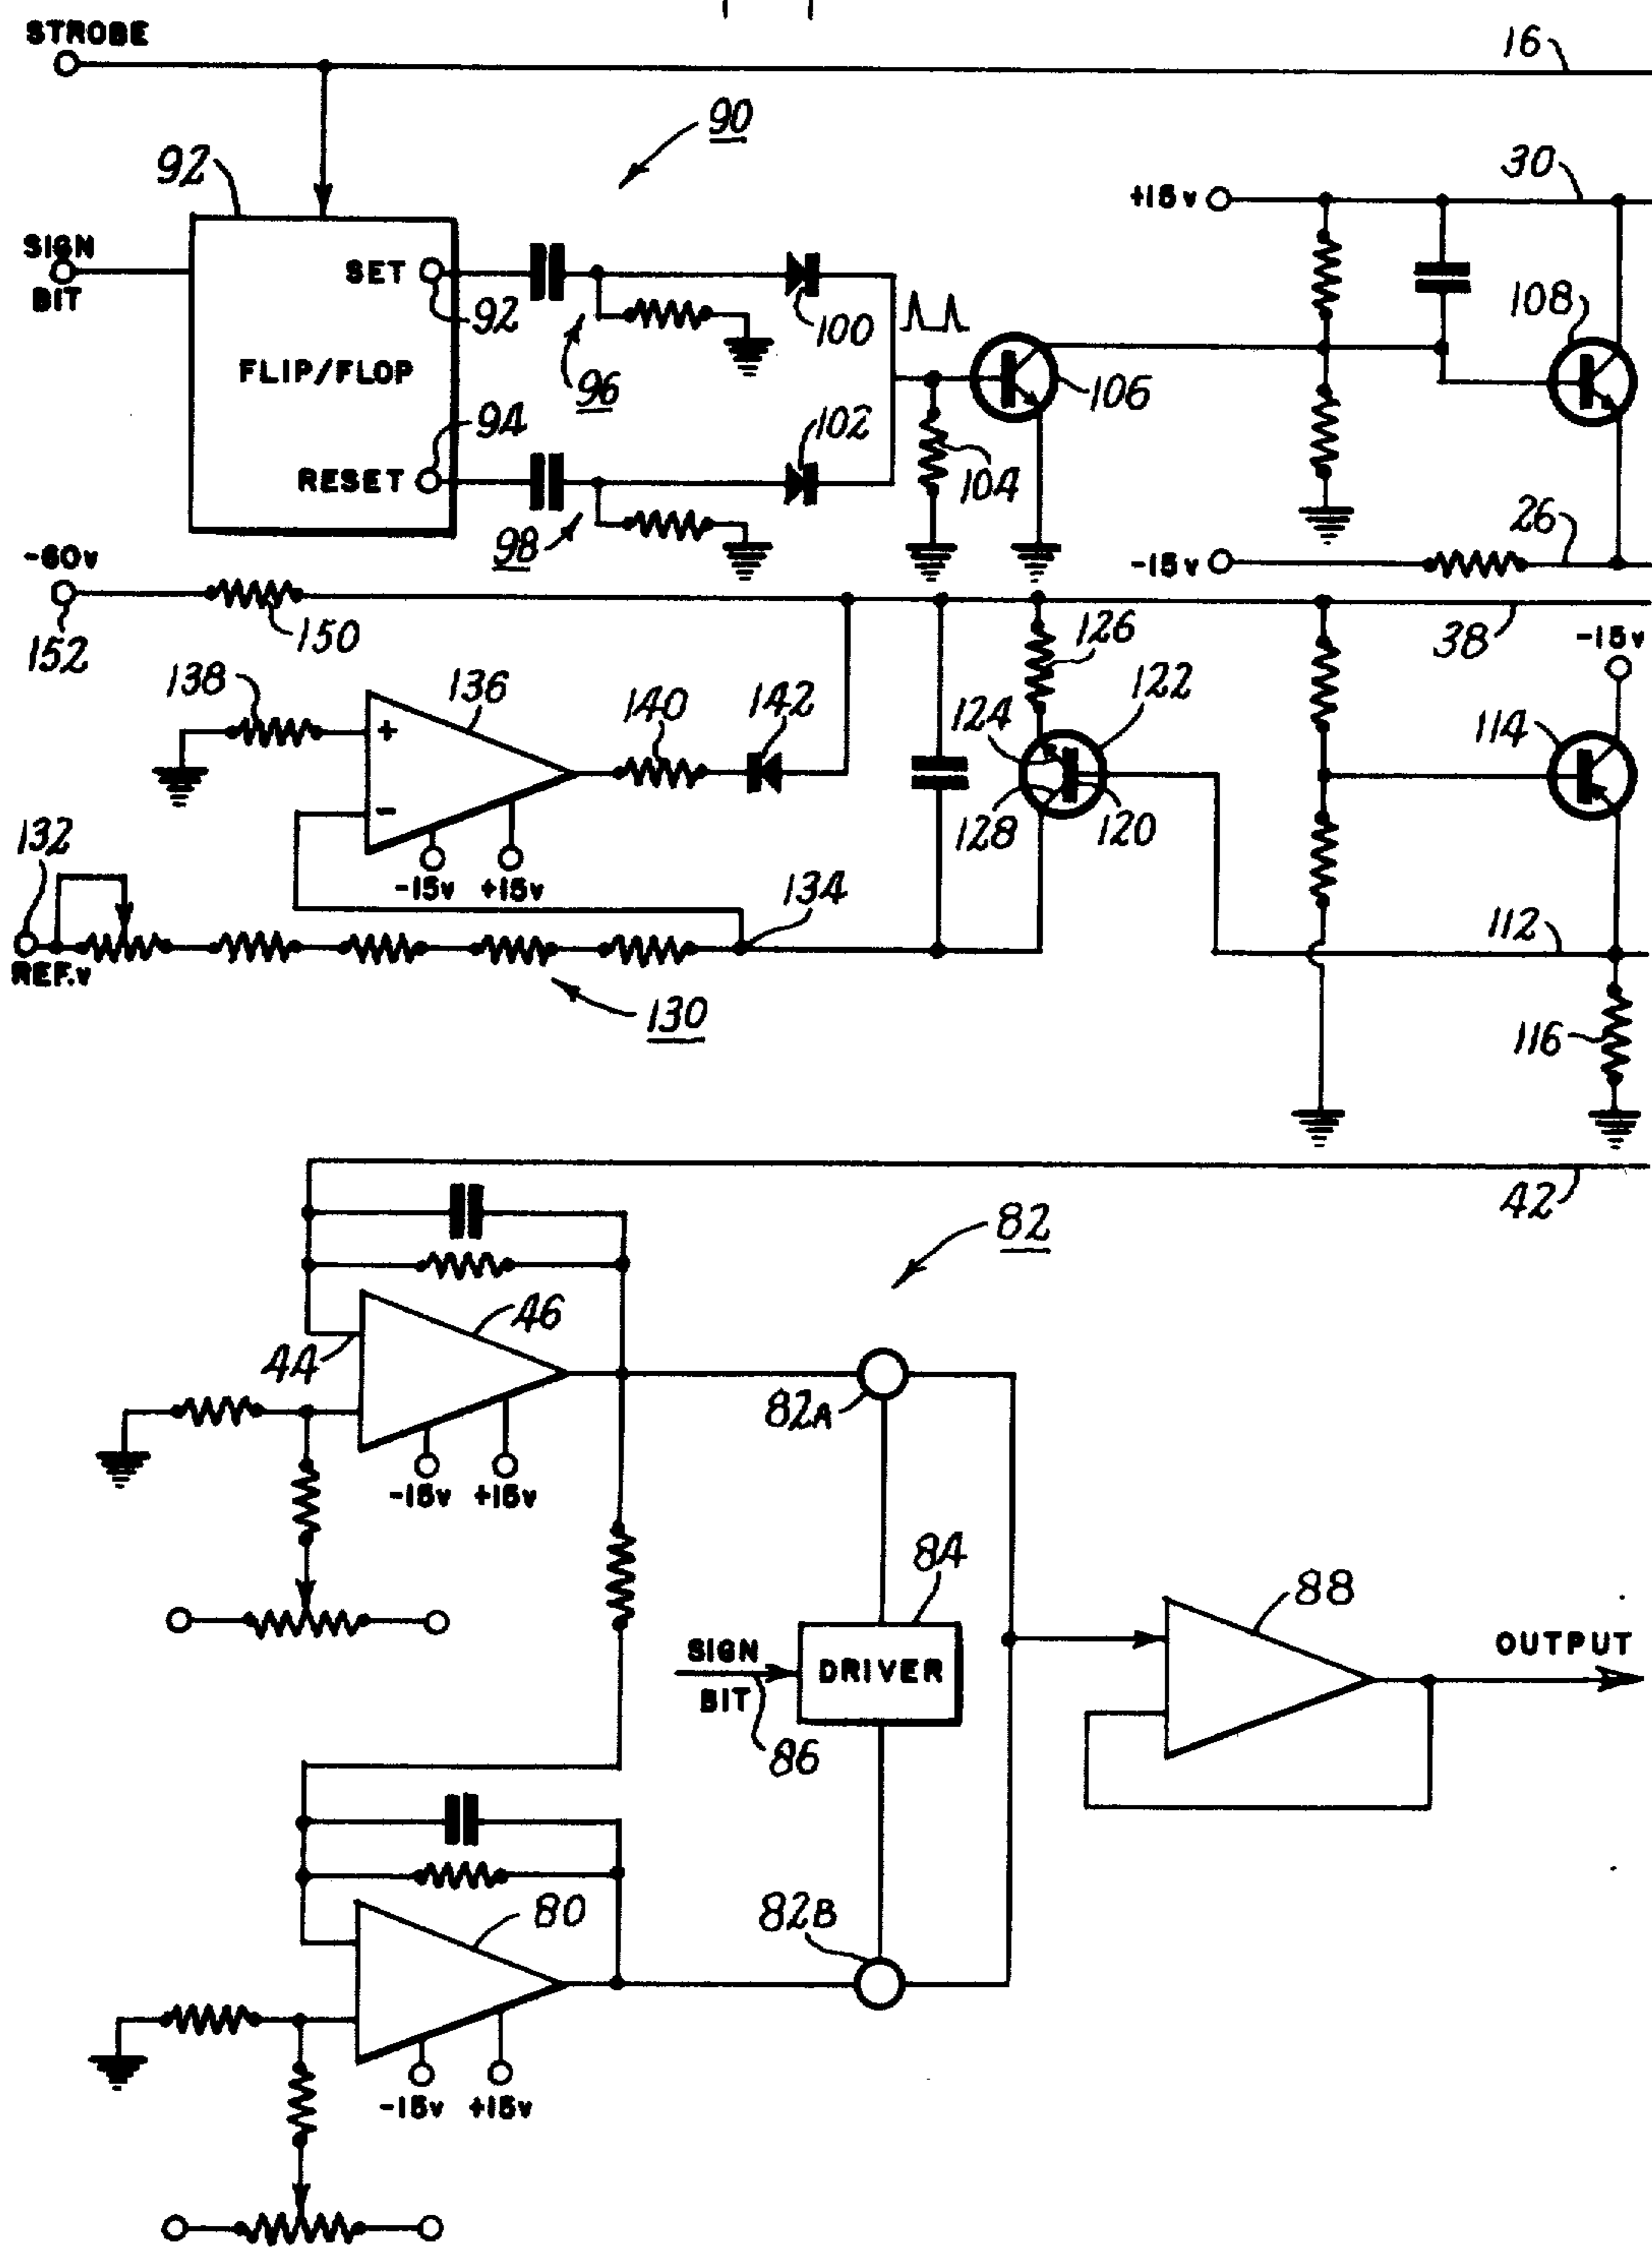 STROBE
16
90
92
30
+15v
SIGN
BIT
SET
92
100
108
FLIP/FLOP
96
106
94
102
RESET
104
98
26
-15v
-60v
150
152
126
38
-15v
138
136
140
142
124
122
114
+
-
128
120
132
-15v
+15v
134
112
REF.v
130
116
42
82
46
44
82A
-15v
+15v
84
88
SIGN
BIT
DRIVER
OUTPUT
86
80
82B
-15v
+15v